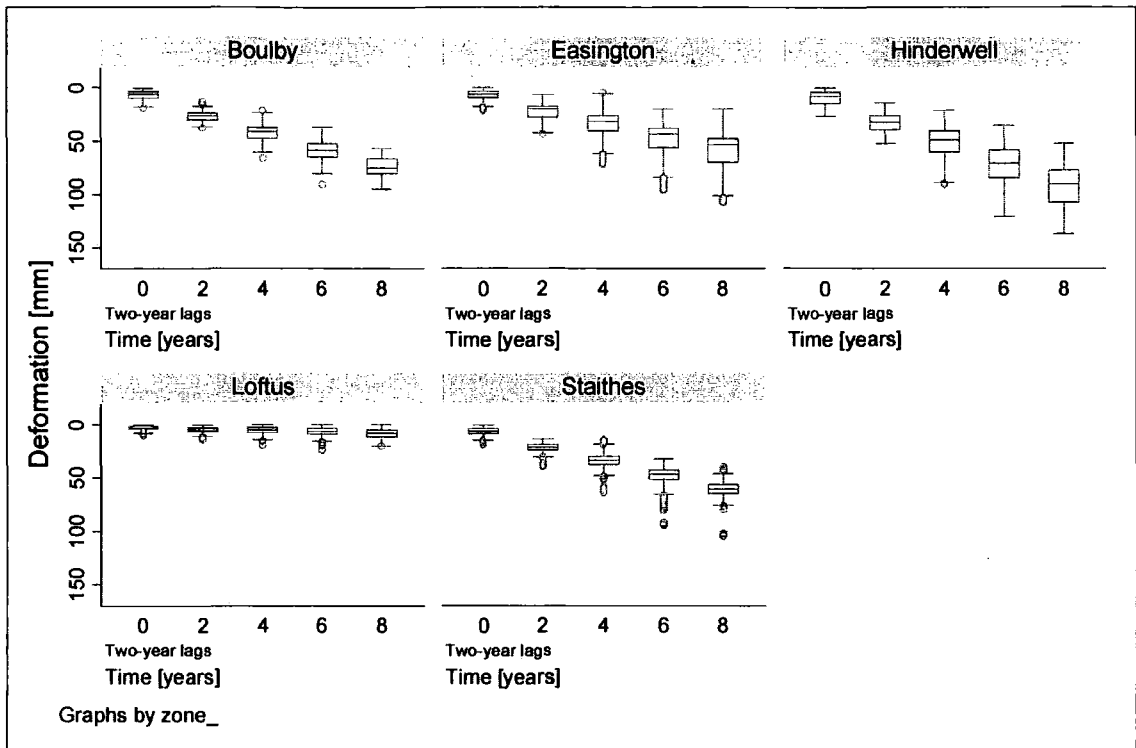 Boulby Easington Hinderwell
0
50
100
150
0 2 4 6 8 0 2 4 6 8 0 2 4 6 8
Two-year lags Two-year lags Two-year lags
Time [years] Time [years] Time [years]
Deformation [mm]
Loftus Staithes
0
50
100
150
0 2 4 6 8 0 2 4 6 8
Two-year lags Two-year lags
Time [years] Time [years]
Graphs by zone_